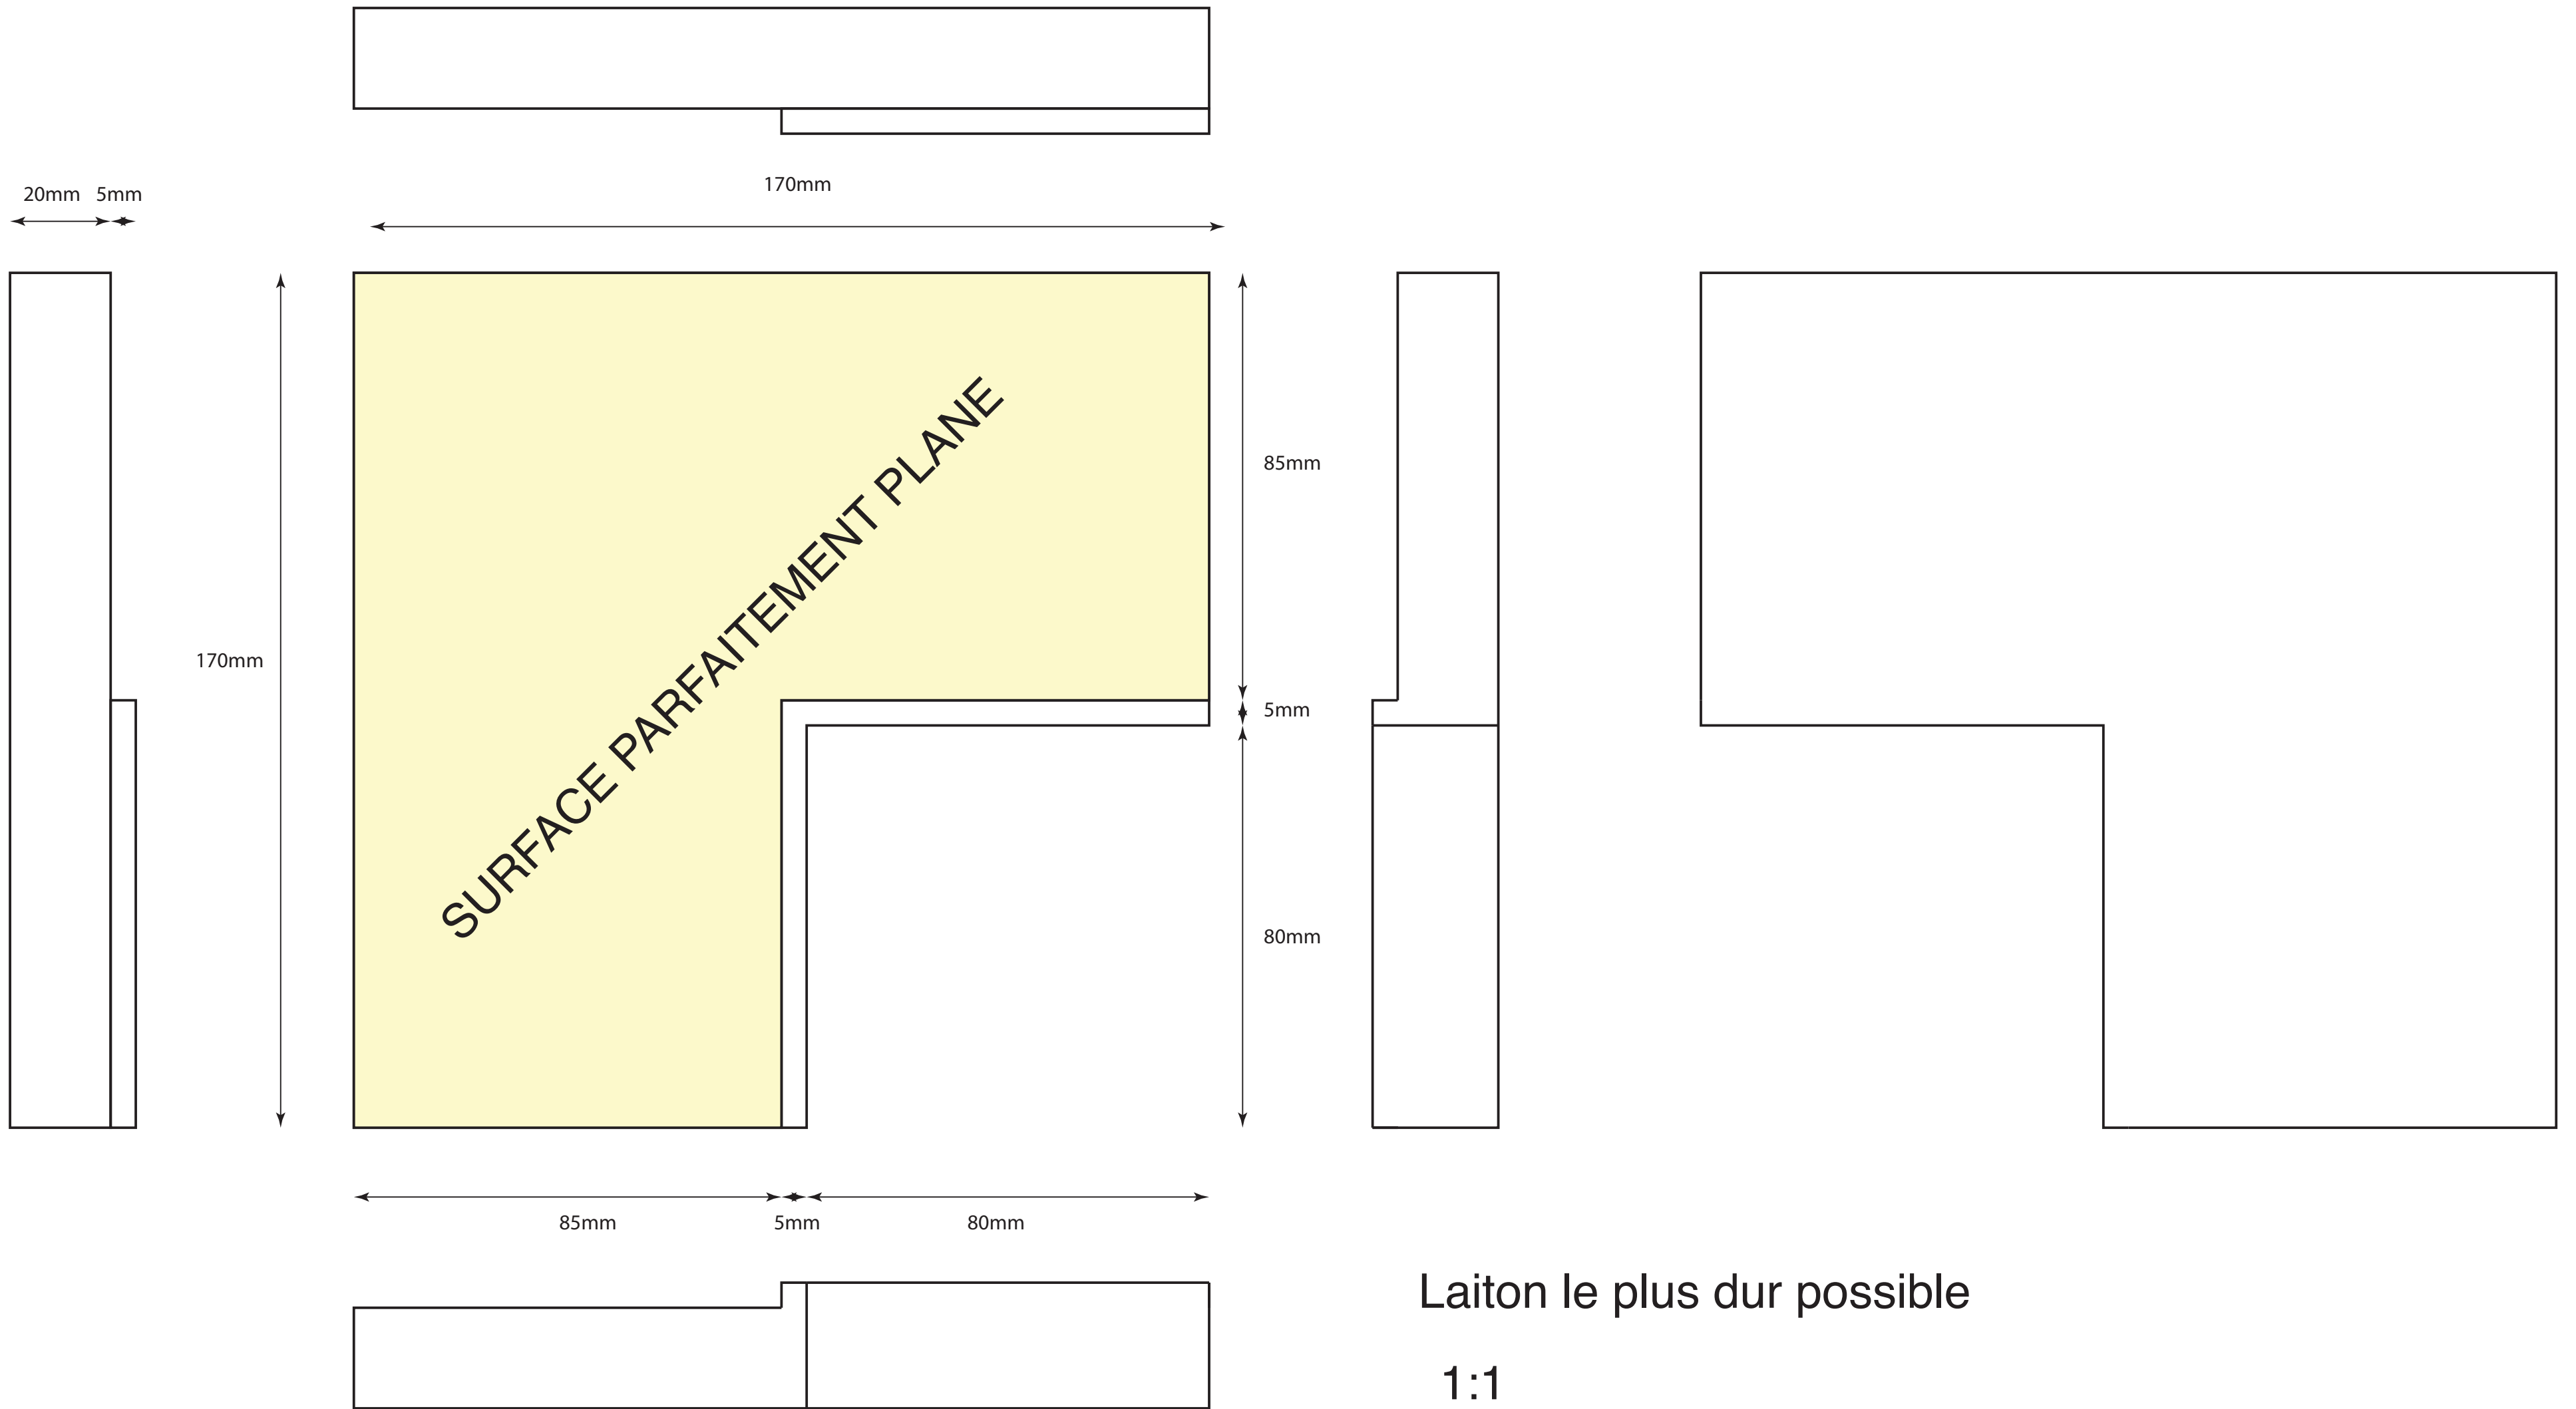 170mm
20mm 5mm
85mm
170mm
SURFACE PARFAITEMENT PLANE
5mm
80mm
85mm 5mm 80mm
Laiton le plus dur possible
1:1